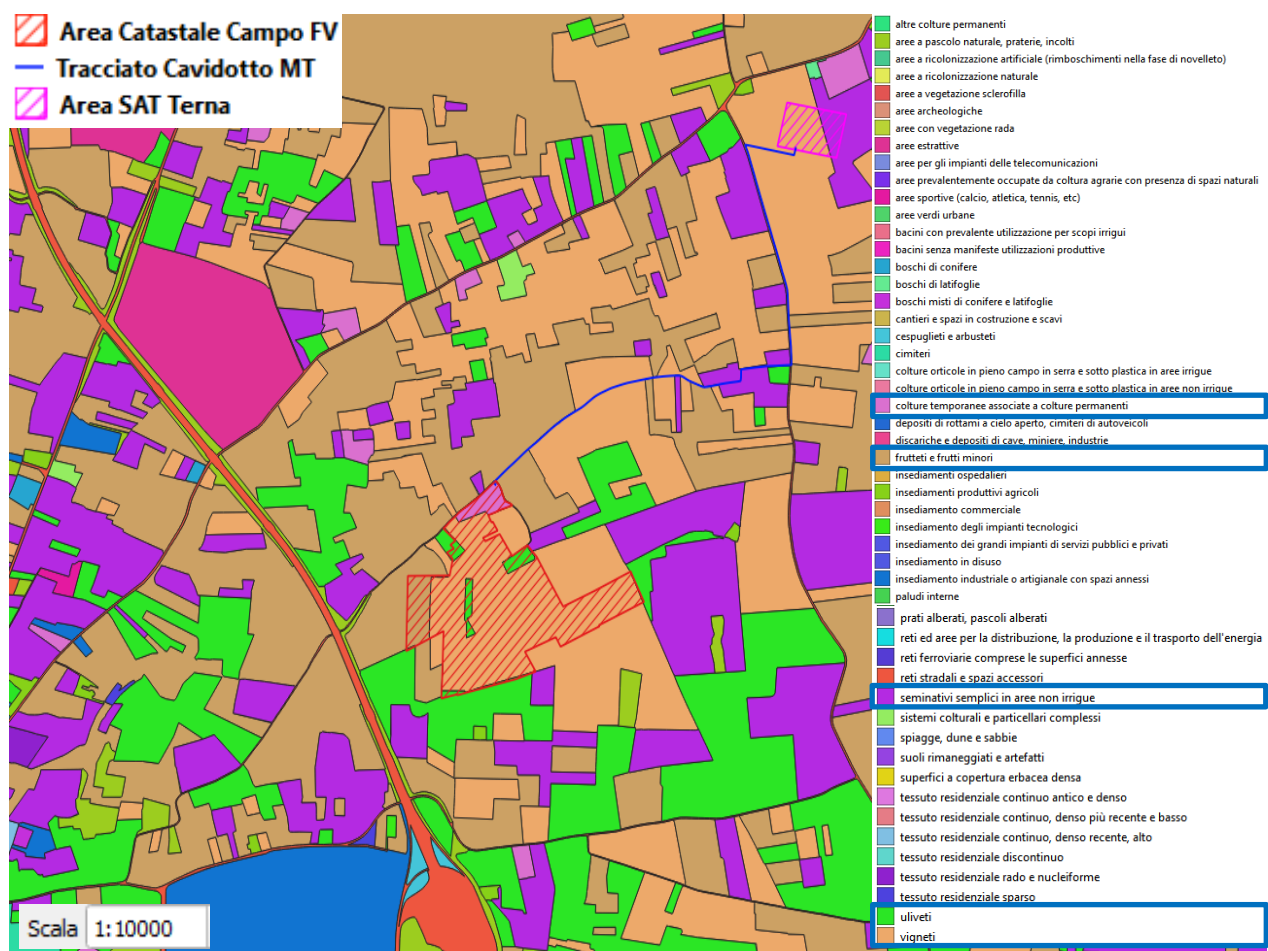 Area Catastale Campo FV
Tracciato Cavidotto MT
Area SAT Terna
altre colture permanenti
aree a pascolo naturale, praterie, incolti
aree a ricolonizzazione artificiale (rimboschimenti nella fase di novelleto)
aree a ricolonizzazione naturale
aree a vegetazione sclerofilla
aree archeologiche
aree con vegetazione rada
aree estrattive
aree per gli impianti delle telecomunicazioni
aree prevalentemente occupate da coltura agrarie con presenza di spazi naturali
aree sportive (calcio, atletica, tennis, etc)
aree verdi urbane
bacini con prevalente utilizzazione per scopi irrigui
bacini senza manifeste utilizzazioni produttive
boschi di conifere
boschi di latifoglie
boschi misti di conifere e latifoglie
cantieri e spazi in costruzione e scavi
cespuglieti e arbusteti
cimiteri
colture orticole in pieno campo in serra e sotto plastica in aree irrigue
colture orticole in pieno campo in serra e sotto plastica in aree non irrigue
colture temporanee associate a colture permanenti
depositi di rottami a cielo aperto, cimiteri di autoveicoli
discariche e depositi di cave, miniere, industrie
frutteti e frutti minori
insediamenti ospedalieri
insediamenti produttivi agricoli
insediamento commerciale
insediamento degli impianti tecnologici
insediamento dei grandi impianti di servizi pubblici e privati
insediamento in disuso
insediamento industriale o artigianale con spazi annessi
paludi interne
prati alberati, pascoli alberati
reti ed aree per la distribuzione, la produzione e il trasporto dell'energia
reti ferroviarie comprese le superfici annesse
reti stradali e spazi accessori
seminativi semplici in aree non irrigue
sistemi colturali e particellari complessi
spiagge, dune e sabbie
suoli rimaneggiati e artefatti
superfici a copertura erbacea densa
tessuto residenziale continuo antico e denso
tessuto residenziale continuo, denso più recente e basso
tessuto residenziale continuo, denso recente, alto
tessuto residenziale discontinuo
tessuto residenziale rado e nucleiforme
tessuto residenziale sparso
uliveti
vigneti
Scala 1:10000